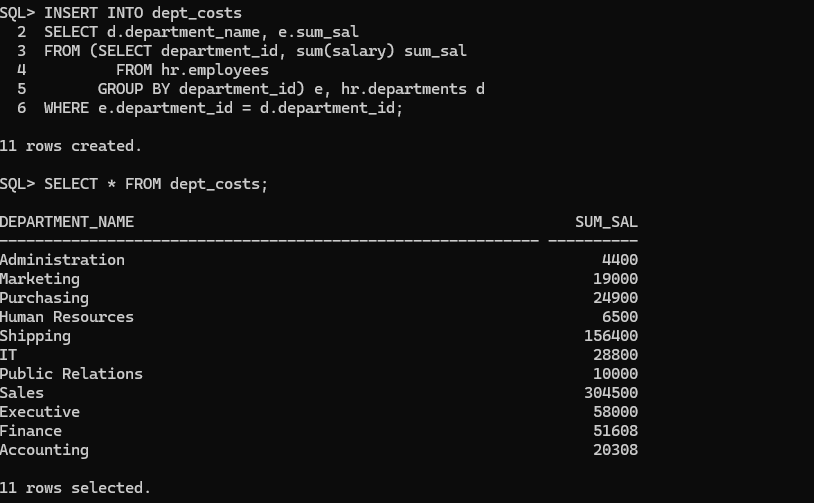 SQL> INSERT INTO dept_costs
  2  SELECT d.department_name, e.sum_sal
  3  FROM (SELECT department_id, sum(salary) sum_sal
  4          FROM hr.employees
  5        GROUP BY department_id) e, hr.departments d
  6  WHERE e.department_id = d.department_id;

11 rows created.

SQL> SELECT * FROM dept_costs;

DEPARTMENT_NAME                                                 SUM_SAL
------------------------------------------------------------ ----------
Administration                                                     4400
Marketing                                                         19000
Purchasing                                                        24900
Human Resources                                                    6500
Shipping                                                         156400
IT                                                                28800
Public Relations                                                  10000
Sales                                                            304500
Executive                                                         58000
Finance                                                           51608
Accounting                                                        20308

11 rows selected.